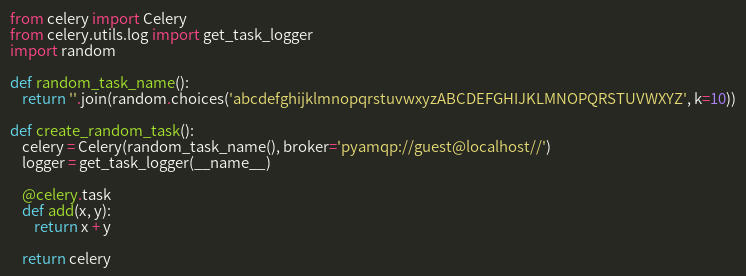 from celery import Celery
from celery.utils.log import get_task_logger
import random
def random_task_name():
return ''.join(random.choices('abcdefghijklmnopqrstuvwxyzABCDEFGHIJKLMNOPQRSTUVWXYZ', k=10))
def create_random_task():
celery = Celery(random_task_name(), broker='pyamqp://guest@localhost//')
logger = get_task_logger(__name__)
@celery.task
def add(x, y):
return x + y
return celery